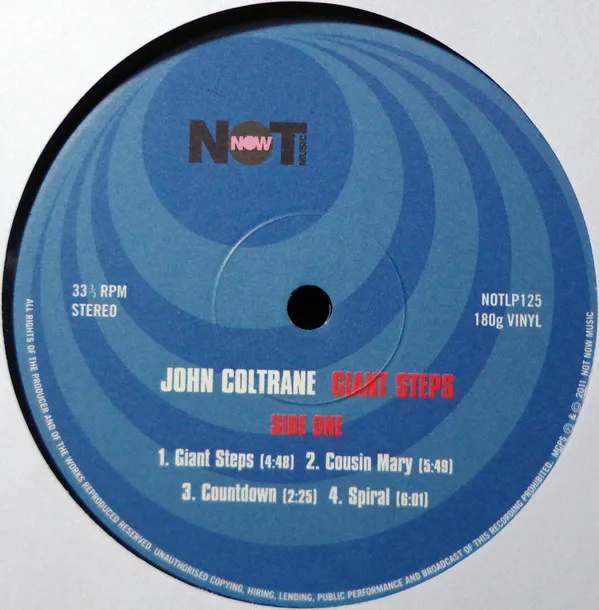 NOT NOW MUSIC
33⅓ RPM
STEREO
NOTLP125
180g VINYL
JOHN COLTRANE GIANT STEPS
SIDE ONE
1. Giant Steps (4:48) 2. Cousin Mary (5:49)
3. Countdown (2:25) 4. Spiral (6:01)
ALL RIGHTS OF THE PRODUCER AND OF THE WORKS REPRODUCED RESERVED. UNAUTHORISED COPYING, HIRING, LENDING, PUBLIC PERFORMANCE AND BROADCAST OF THIS RECORDING PROHIBITED. MCPS ℗ & © 2011 NOT NOW MUSIC